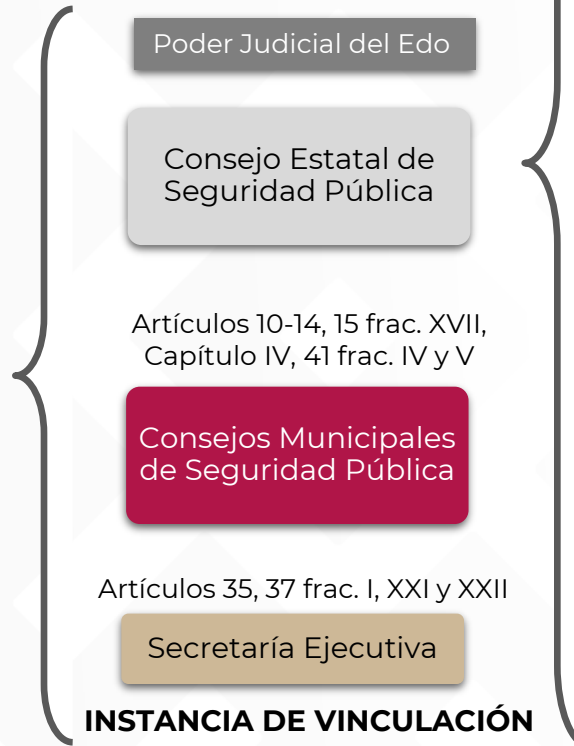 Poder Judicial del Edo
Consejo Estatal de
Seguridad Pública
Artículos 10-14, 15 frac. XVII,
Capítulo IV, 41 frac. IV y V
Consejos Municipales
de Seguridad Pública
Artículos 35, 37 frac. I, XXI y XXII
Secretaría Ejecutiva
INSTANCIA DE VINCULACIÓN